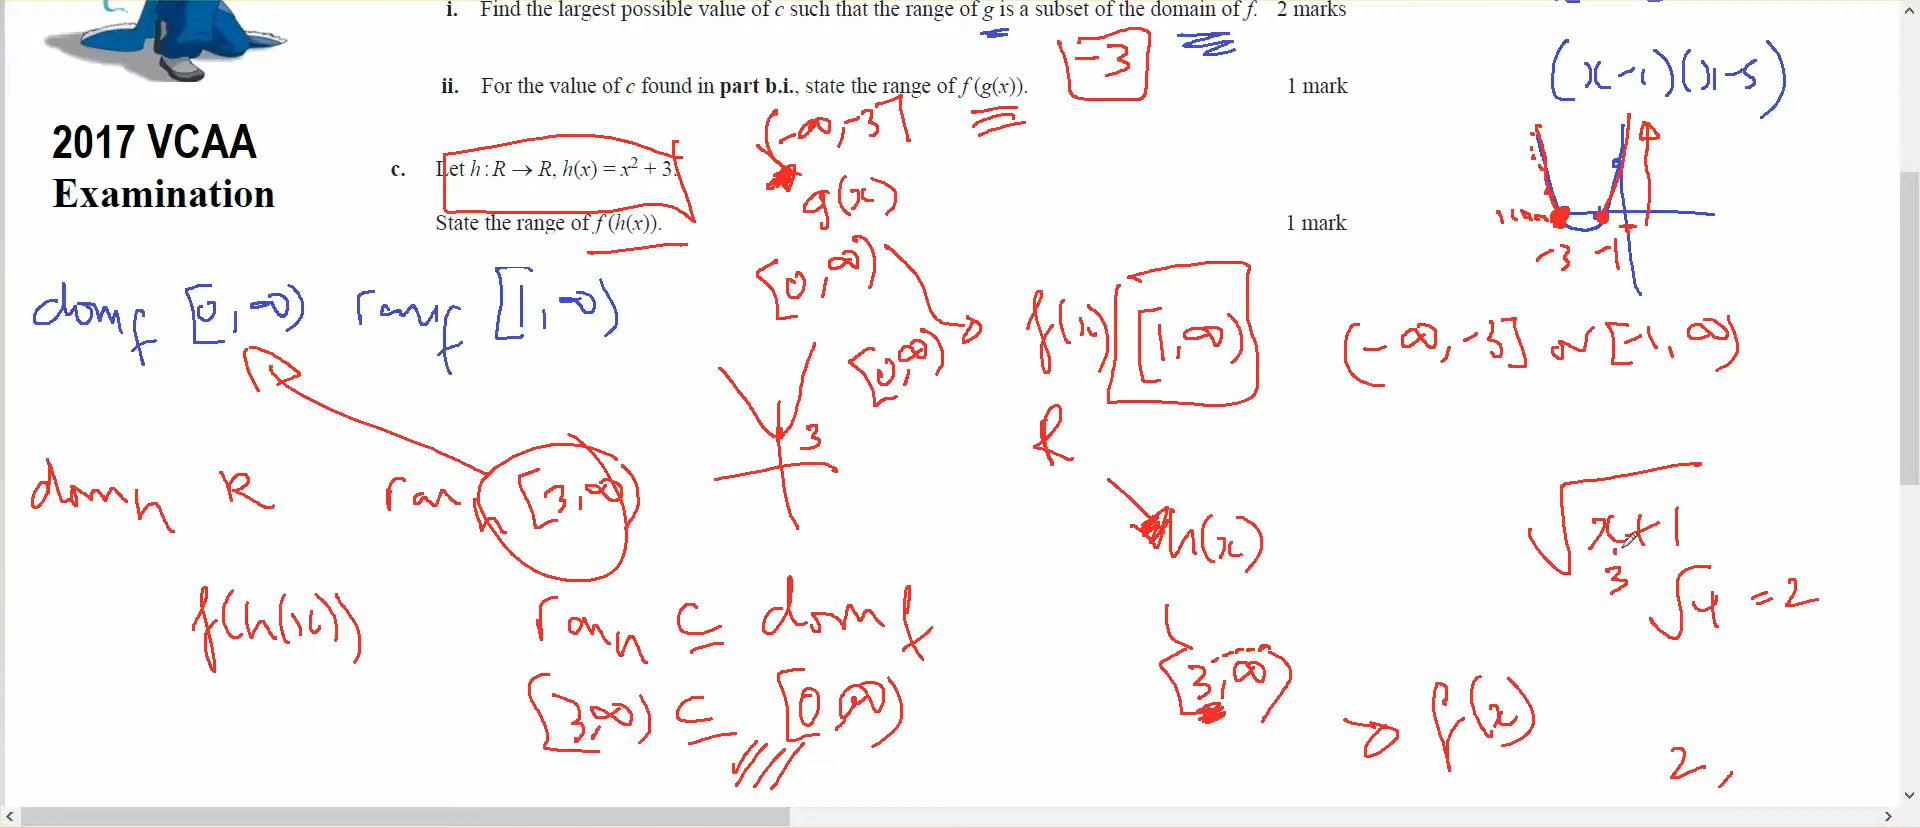 i. Find the largest possible value of c such that the range of g is a subset of the domain of f. 2 marks
-3
(x-1)(x-5)
ii. For the value of c found in part b.i., state the range of f(g(x)). 1 mark
(-∞,-3]
2017 VCAA
Examination
c. Let h : R → R, h(x) = x² + 3.
g(x)
State the range of f(h(x)). 1 mark
-3 -1
[0,∞)
dom f [0,∞) ran f [1,∞)
f(x) [1,∞)
(-∞,-3] or [-1,∞)
[0,∞)
R
3
dom h R ran h [3,∞)
h(x)
√x+1
3
√4 = 2
f(h(x))
ran h ⊆ dom f
[3,∞)
[3,∞) ⊆ [0,∞)
f(x)
2,